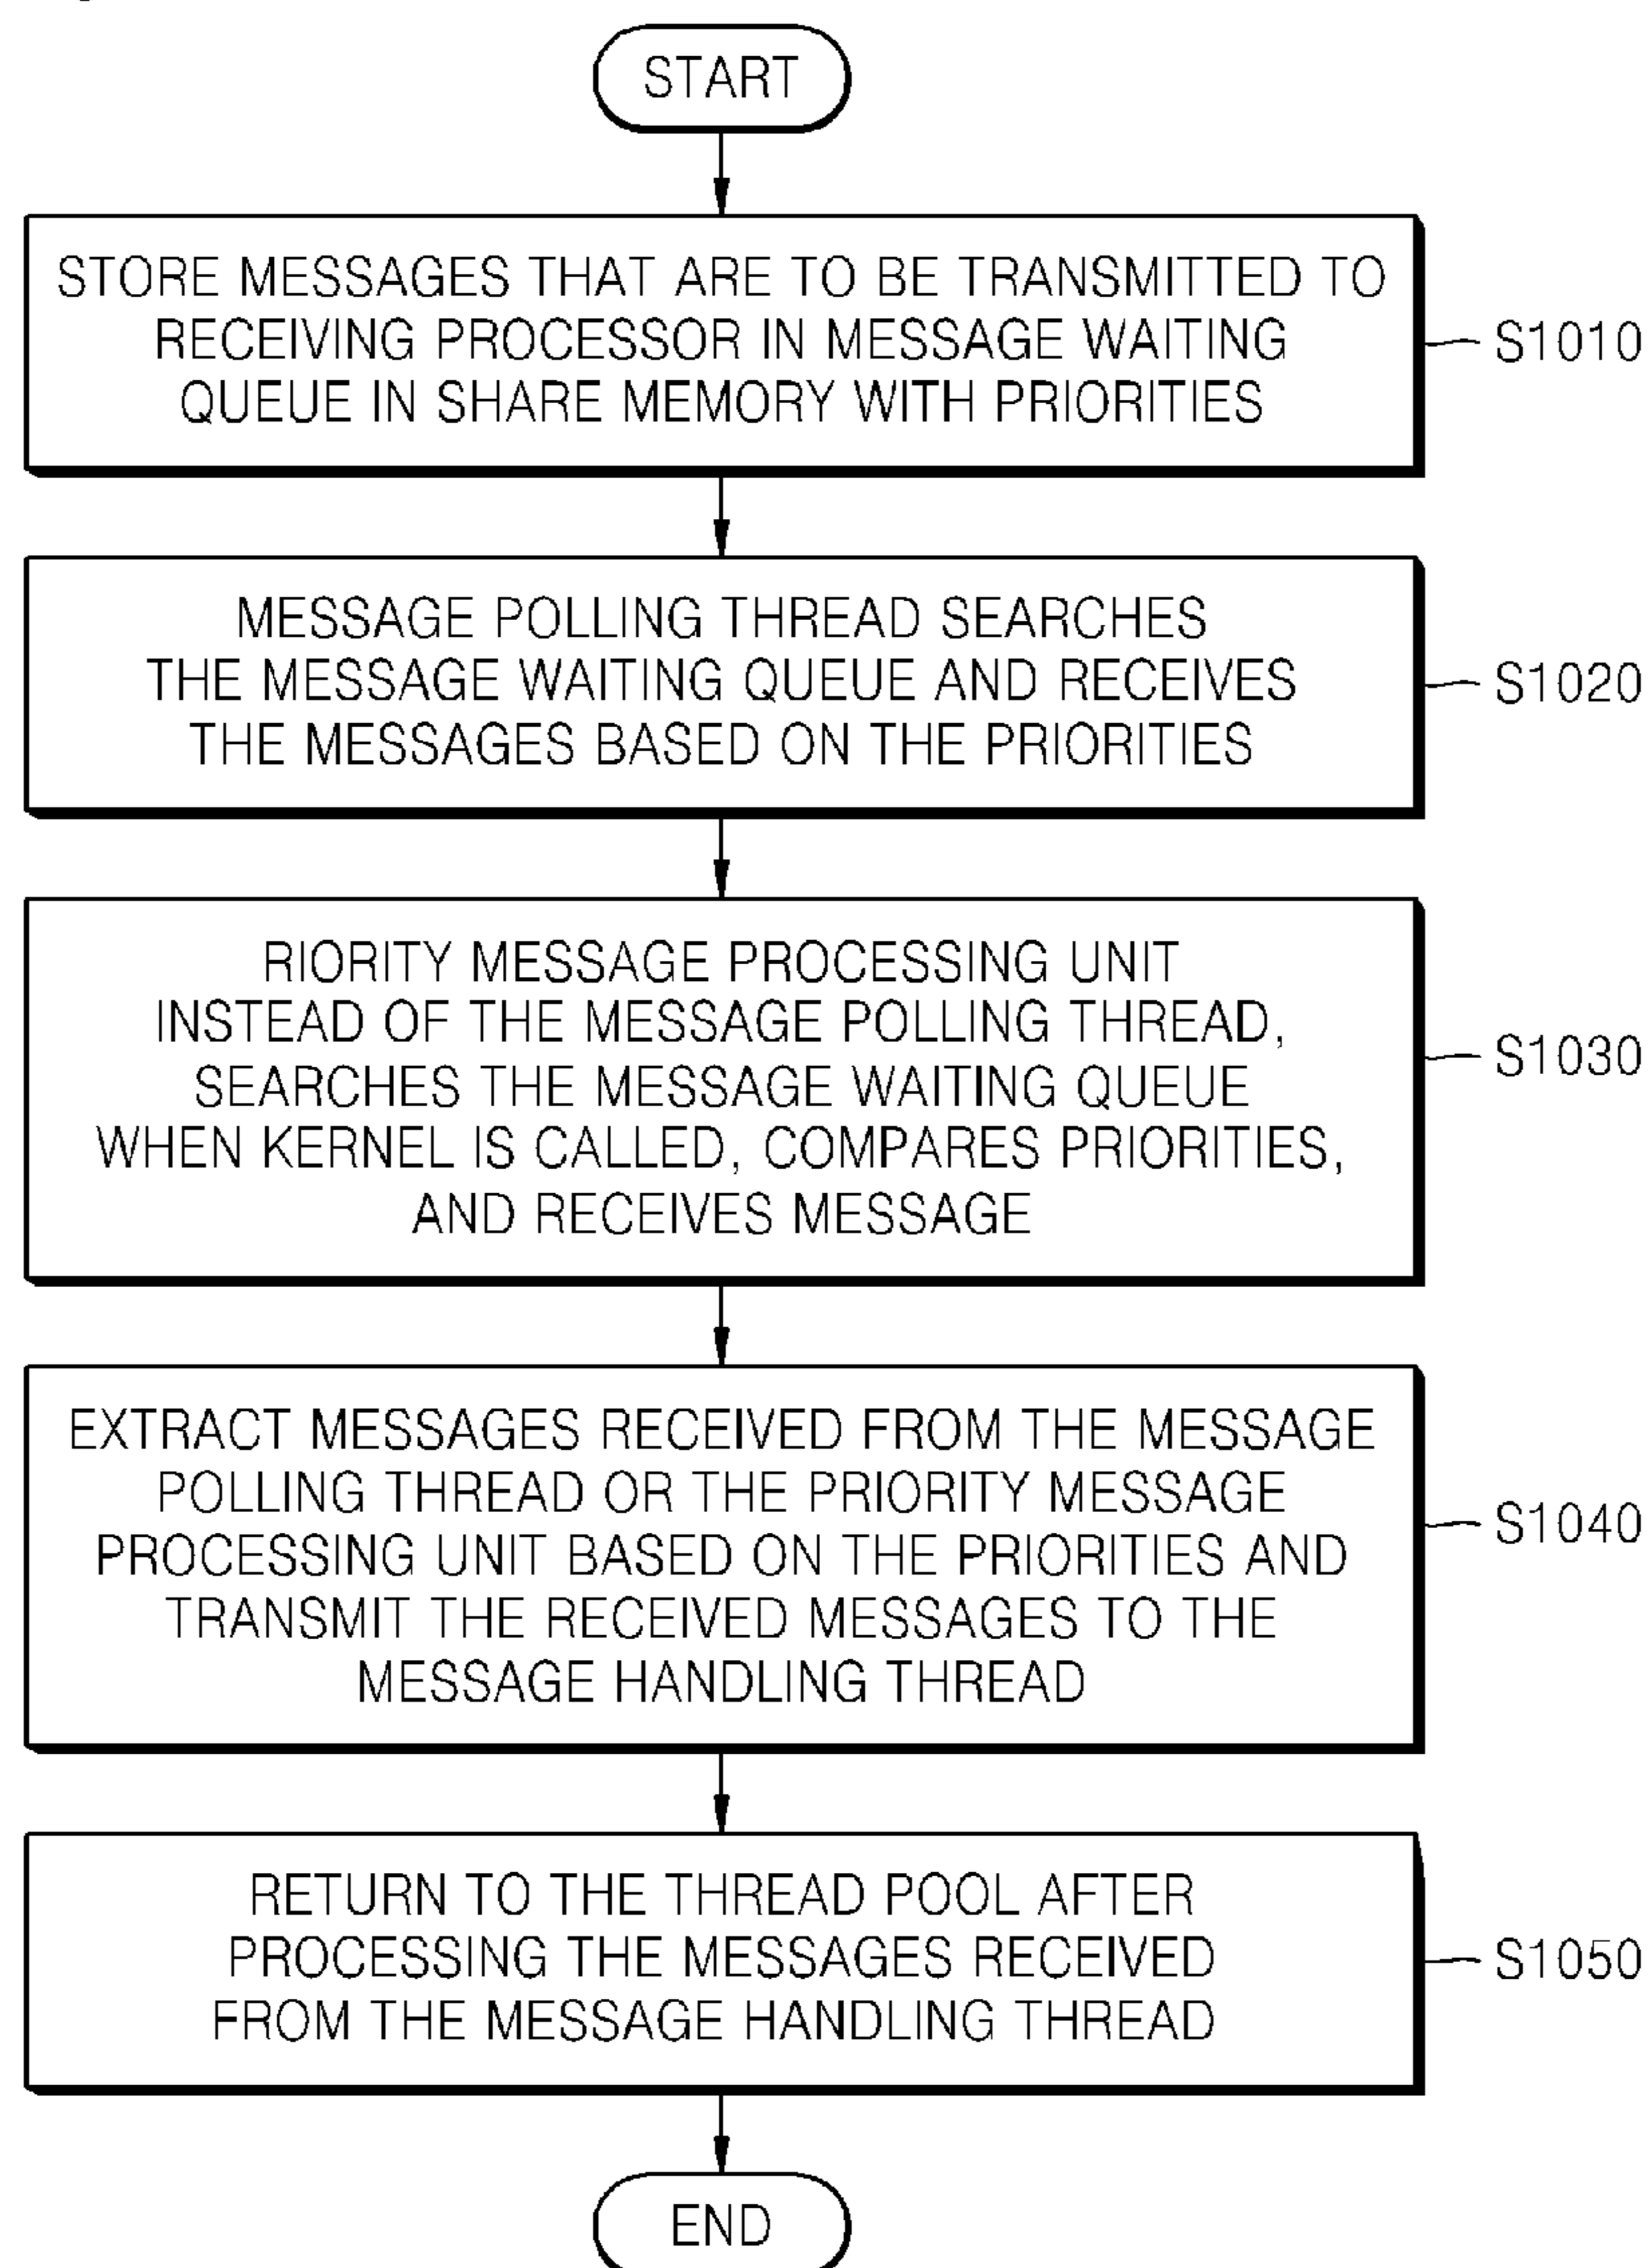 START
STORE MESSAGES THAT ARE TO BE TRANSMITTED TO
RECEIVING PROCESSOR IN MESSAGE WAITING
QUEUE IN SHARE MEMORY WITH PRIORITIES
S1010
MESSAGE POLLING THREAD SEARCHES
THE MESSAGE WAITING QUEUE AND RECEIVES
THE MESSAGES BASED ON THE PRIORITIES
S1020
RIORITY MESSAGE PROCESSING UNIT
INSTEAD OF THE MESSAGE POLLING THREAD,
SEARCHES THE MESSAGE WAITING QUEUE
WHEN KERNEL IS CALLED, COMPARES PRIORITIES,
AND RECEIVES MESSAGE
S1030
EXTRACT MESSAGES RECEIVED FROM THE MESSAGE
POLLING THREAD OR THE PRIORITY MESSAGE
PROCESSING UNIT BASED ON THE PRIORITIES AND
TRANSMIT THE RECEIVED MESSAGES TO THE
MESSAGE HANDLING THREAD
S1040
RETURN TO THE THREAD POOL AFTER
PROCESSING THE MESSAGES RECEIVED
FROM THE MESSAGE HANDLING THREAD
S1050
END